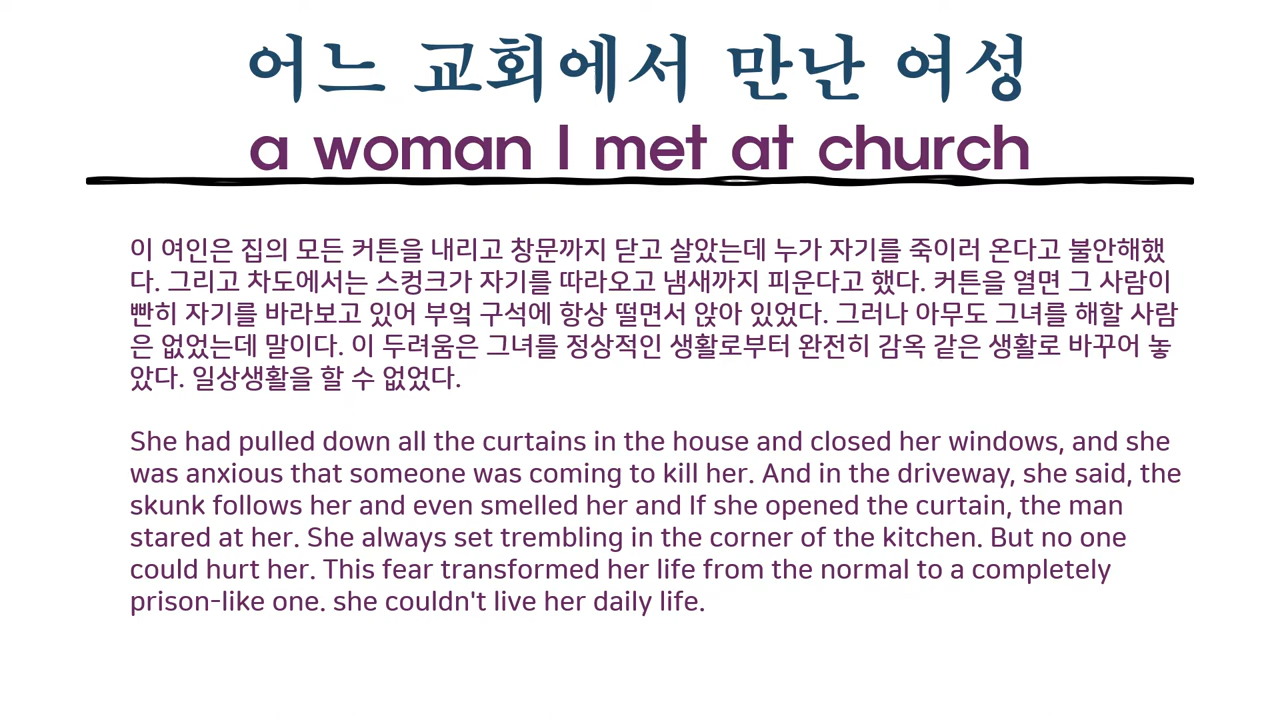 어느 교회에서 만난 여성
a woman I met at church
이 여인은 집의 모든 커튼을 내리고 창문까지 닫고 살았는데 누가 자기를 죽이러 온다고 불안해했
다. 그리고 차도에서는 스컹크가 자기를 따라오고 냄새까지 피운다고 했다. 커튼을 열면 그 사람이
빤히 자기를 바라보고 있어 부엌 구석에 항상 떨면서 앉아 있었다. 그러나 아무도 그녀를 해할 사람
은 없었는데 말이다. 이 두려움은 그녀를 정상적인 생활로부터 완전히 감옥 같은 생활로 바꾸어 놓
았다. 일상생활을 할 수 없었다.
She had pulled down all the curtains in the house and closed her windows, and she
was anxious that someone was coming to kill her. And in the driveway, she said, the
skunk follows her and even smelled her and If she opened the curtain, the man
stared at her. She always set trembling in the corner of the kitchen. But no one
could hurt her. This fear transformed her life from the normal to a completely
prison-like one. she couldn't live her daily life.